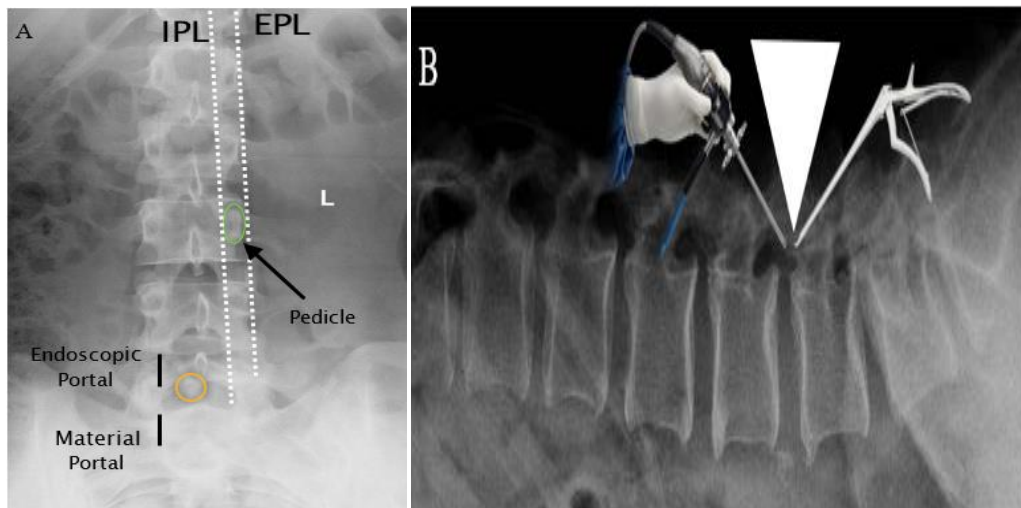 A
IPL
EPL
L
Pedicle
Endoscopic
Portal
Material
Portal
B